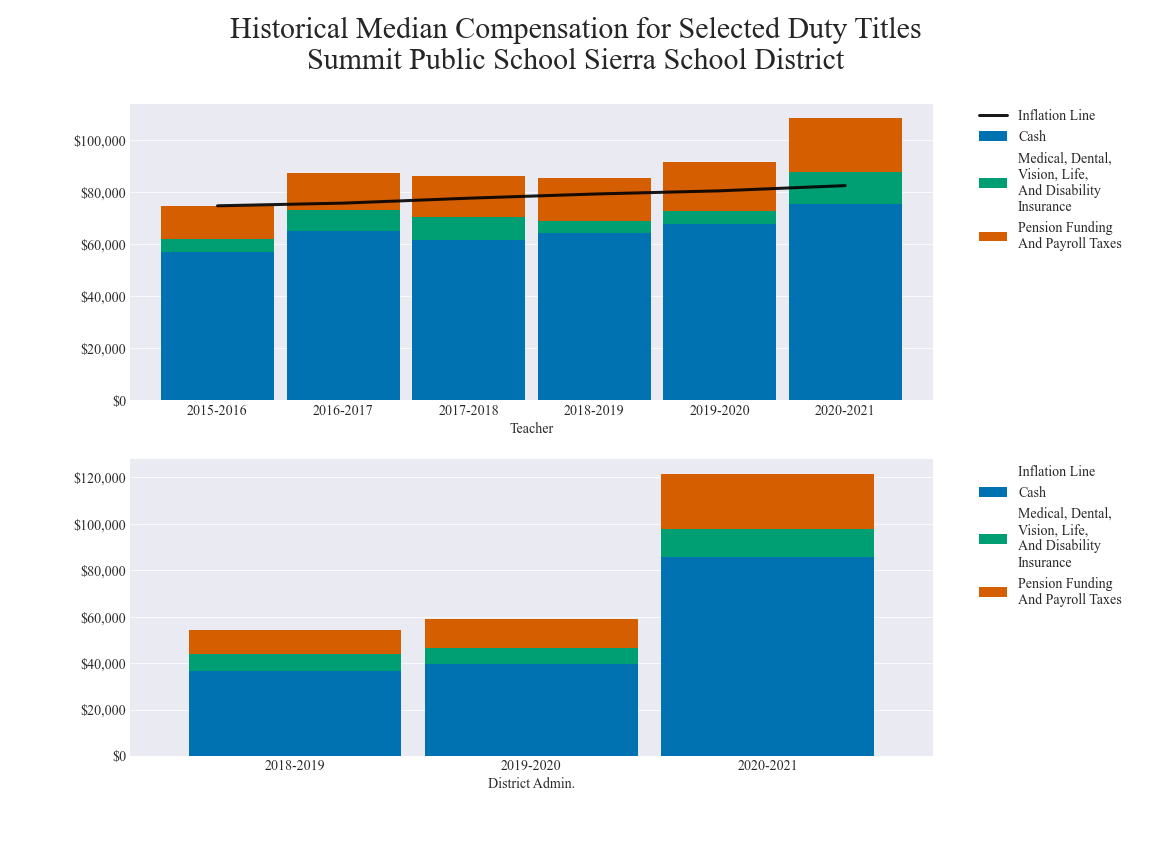 Historical Median Compensation for Selected Duty Titles
Summit Public School Sierra School District
$100,000
$80,000
$60,000
$40,000
$20,000
$0
2015-2016
2016-2017
2017-2018
2018-2019
2019-2020
2020-2021
Teacher
Inflation Line
Cash
Medical, Dental,
Vision, Life,
And Disability
Insurance
Pension Funding
And Payroll Taxes
$120,000
$100,000
$80,000
$60,000
$40,000
$20,000
$0
2018-2019
2019-2020
2020-2021
District Admin.
Inflation Line
Cash
Medical, Dental,
Vision, Life,
And Disability
Insurance
Pension Funding
And Payroll Taxes